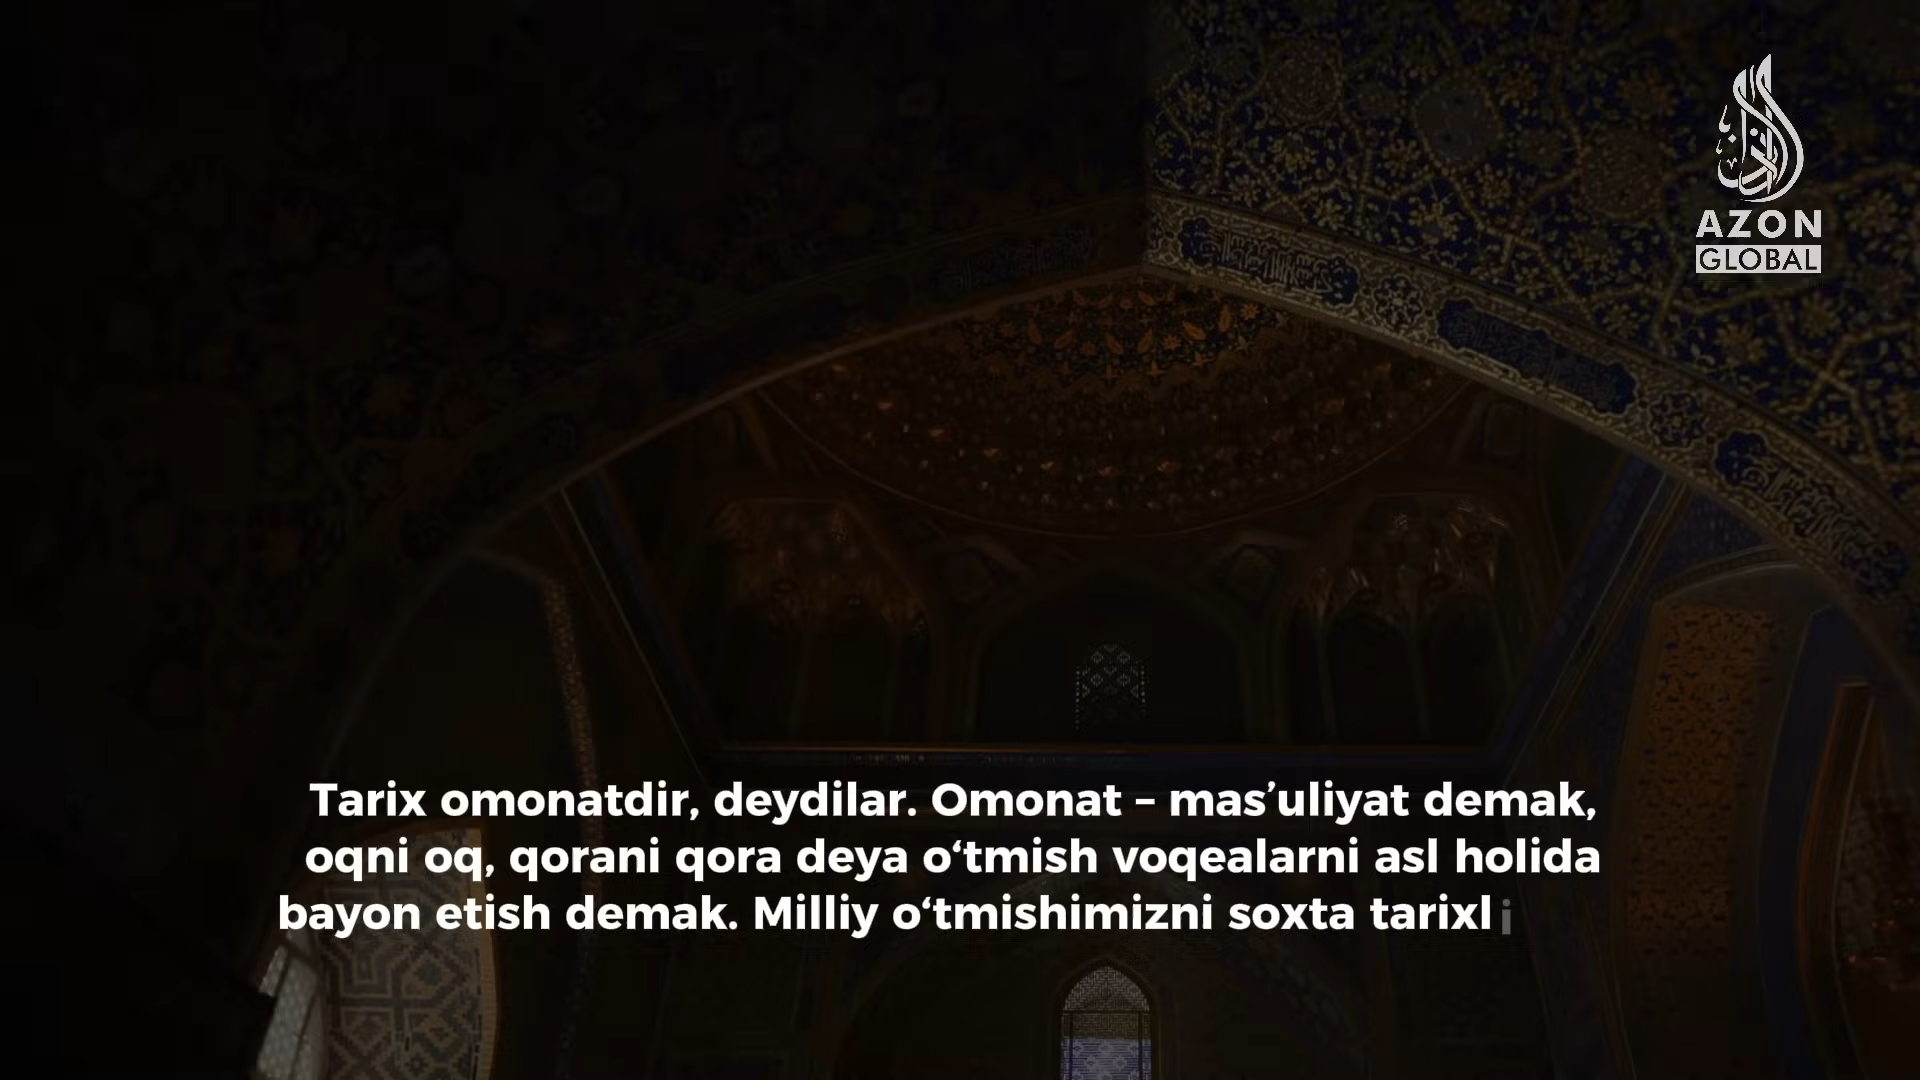 AZON
GLOBAL
Tarix omonatdir, deydilar. Omonat – mas’uliyat demak,
oqni oq, qorani qora deya o‘tmish voqealarni asl holida
bayon etish demak. Milliy o‘tmishimizni soxta tarixl